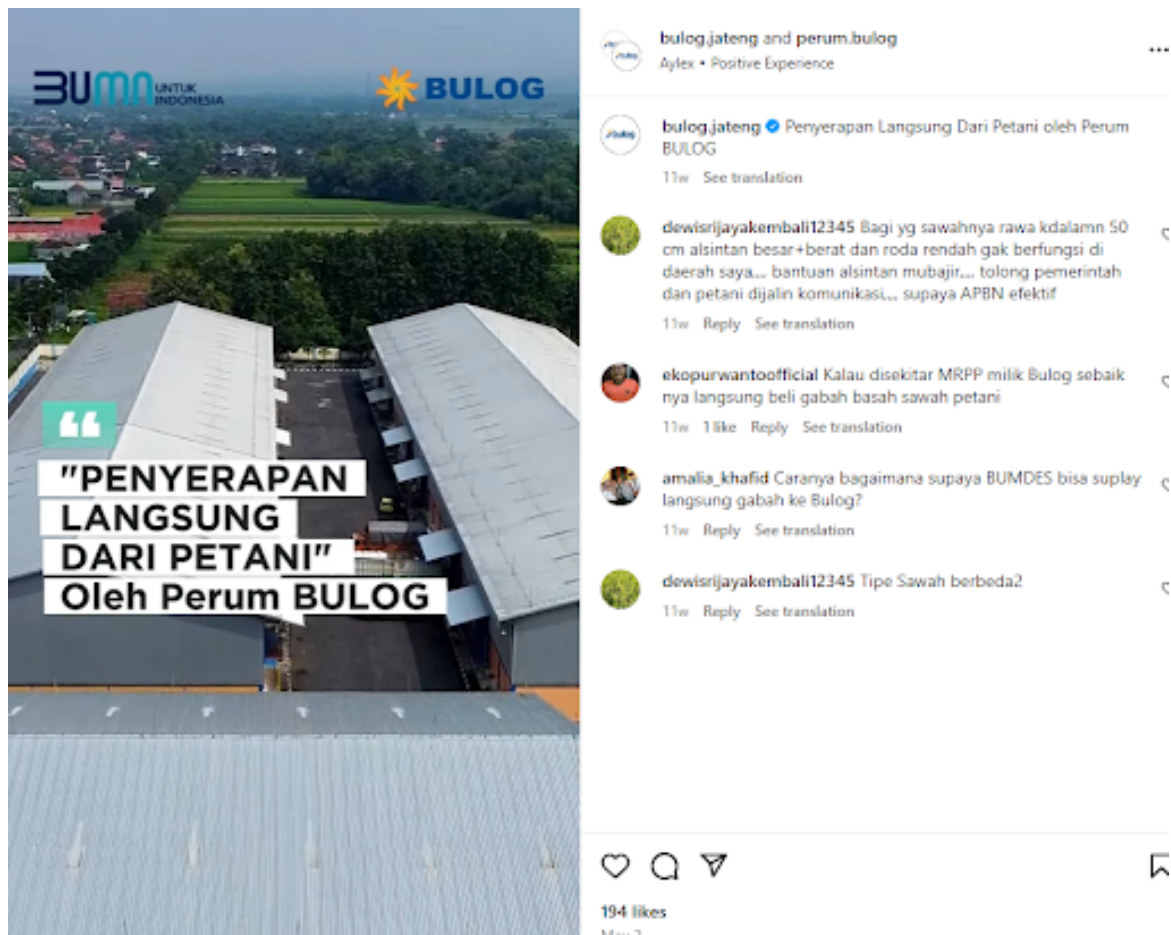 BUMN UNTUK
INDONESIA
BULOG
"PENYERAPAN
LANGSUNG
DARI PETANI"
Oleh Perum BULOG
bulog.jateng and perum.bulog
Aylex • Positive Experience
bulog.jateng Penyerapan Langsung Dari Petani oleh Perum
BULOG
11w See translation
dewisrijayakembali12345 Bagi yg sawahnya rawa kdalamn 50
cm alsintan besar+berat dan roda rendah gak berfungsi di
daerah saya,,, bantuan alsintan mubajir,,, tolong pemerintah
dan petani dijalin komunikasi,,, supaya APBN efektif
11w Reply See translation
ekopurwantoofficial Kalau disekitar MRPP milik Bulog sebaik
nya langsung beli gabah basah sawah petani
11w 1 like Reply See translation
amalia_khafid Caranya bagaimana supaya BUMDES bisa suplay
langsung gabah ke Bulog?
11w Reply See translation
dewisrijayakembali12345 Tipe Sawah berbeda2
11w Reply See translation
194 likes
May 2